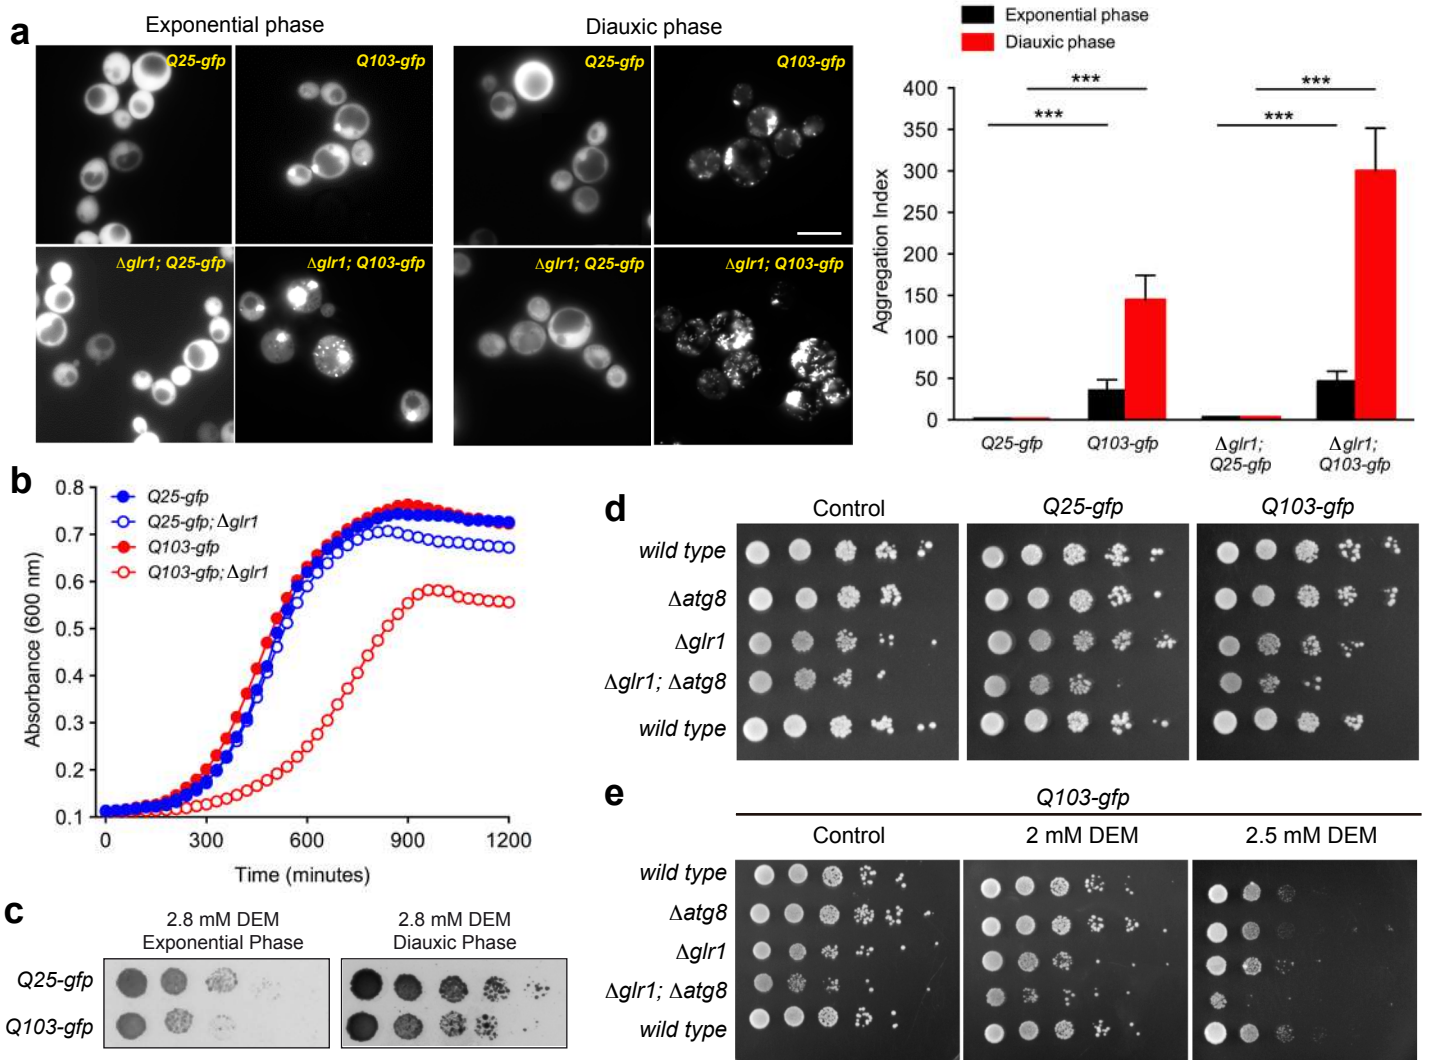 a
Exponential phase
Diauxic phase
Q25-gfp
Q103-gfp
Q25-gfp
Q103-gfp
Δglr1; Q25-gfp
Δglr1; Q103-gfp
Δglr1; Q25-gfp
Δglr1; Q103-gfp
Exponential phase
Diauxic phase
Aggregation Index
400
350
300
250
200
150
100
50
0
***
***
***
***
Q25-gfp
Q103-gfp
Δglr1;
Q25-gfp
Δglr1;
Q103-gfp
b
Absorbance (600 nm)
0.8
0.7
0.6
0.5
0.4
0.3
0.2
0.1
Q25-gfp
Q25-gfp; Δglr1
Q103-gfp
Q103-gfp; Δglr1
0
300
600
900
1200
Time (minutes)
c
2.8 mM DEM
Exponential Phase
2.8 mM DEM
Diauxic Phase
Q25-gfp
Q103-gfp
d
Control
Q25-gfp
Q103-gfp
wild type
Δatg8
Δglr1
Δglr1; Δatg8
wild type
e
Q103-gfp
Control
2 mM DEM
2.5 mM DEM
wild type
Δatg8
Δglr1
Δglr1; Δatg8
wild type